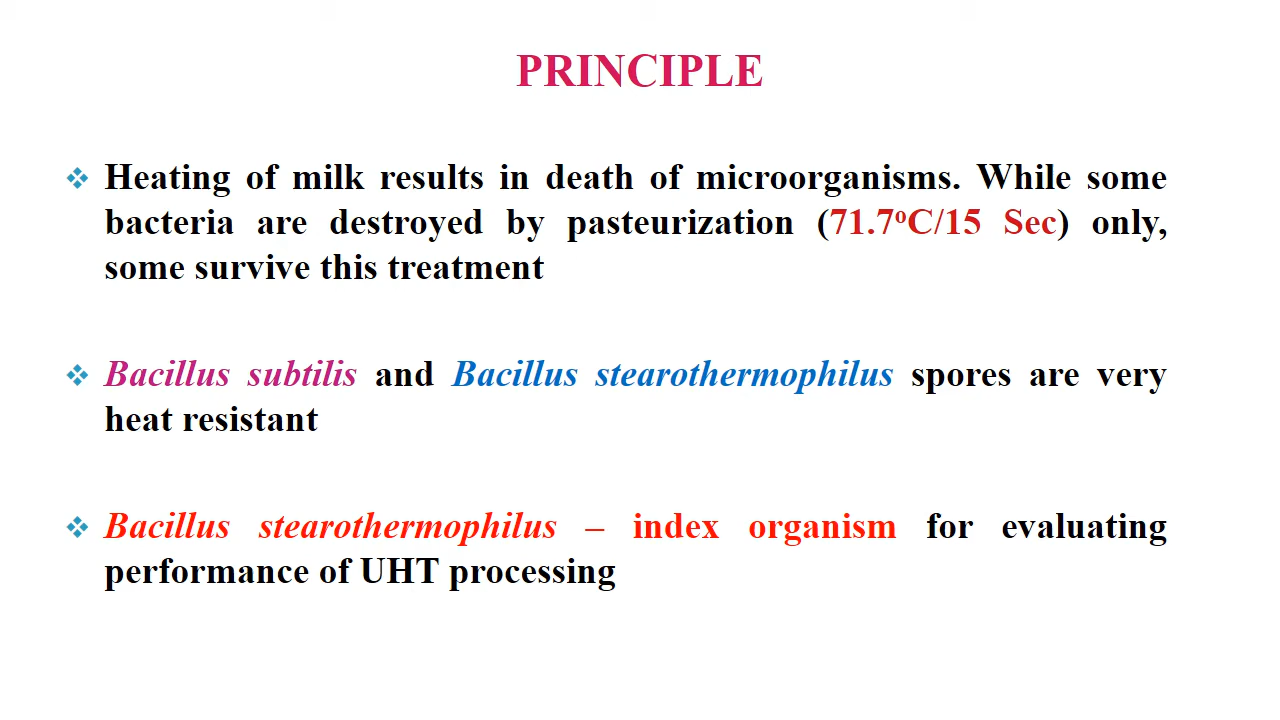 PRINCIPLE
❖ Heating of milk results in death of microorganisms. While some
bacteria are destroyed by pasteurization (71.7°C/15 Sec) only,
some survive this treatment
❖ Bacillus subtilis and Bacillus stearothermophilus spores are very
heat resistant
❖ Bacillus stearothermophilus – index organism for evaluating
performance of UHT processing